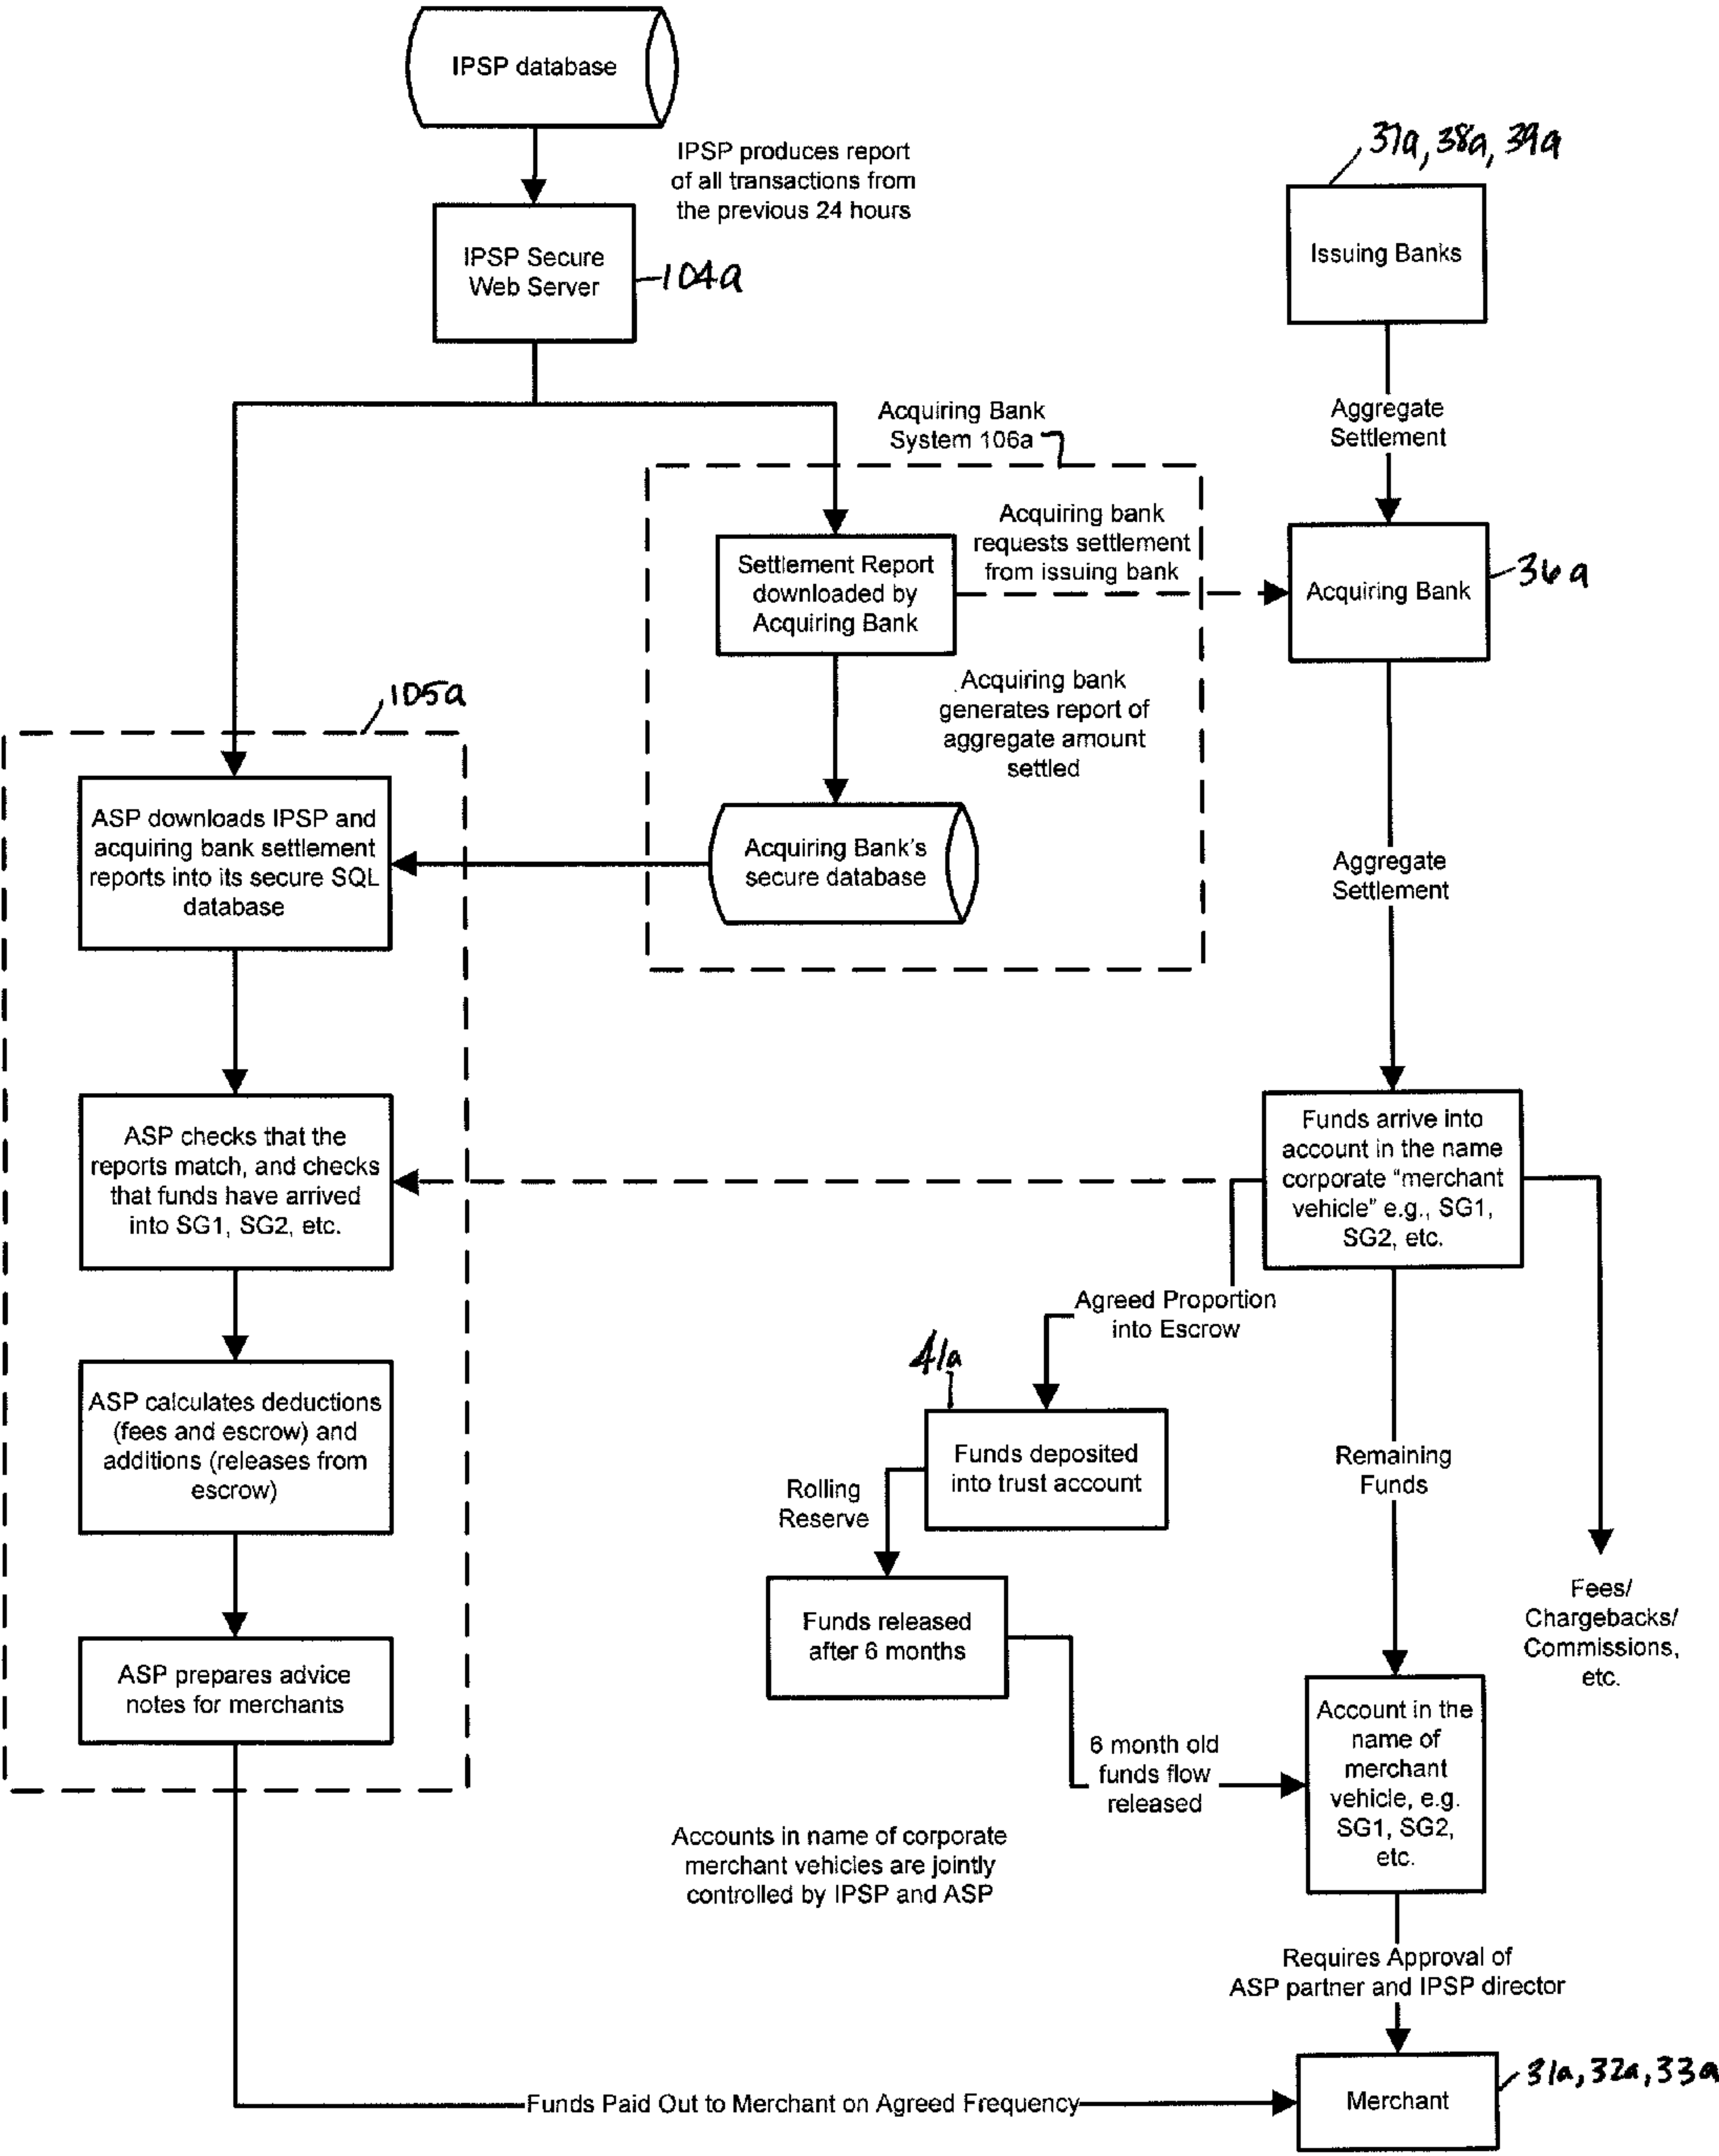 IPSP database
IPSP produces report
of all transactions from
the previous 24 hours
37a, 38a, 39a
IPSP Secure
Web Server
104a
Issuing Banks
Aggregate
Settlement
Acquiring Bank
System 106a
Acquiring bank
requests settlement
from issuing bank
Settlement Report
downloaded by
Acquiring Bank
Acquiring Bank
36a
Acquiring bank
generates report of
aggregate amount
settled
105a
ASP downloads IPSP and
acquiring bank settlement
reports into its secure SQL
database
Acquiring Bank's
secure database
Aggregate
Settlement
ASP checks that the
reports match, and checks
that funds have arrived
into SG1, SG2, etc.
Funds arrive into
account in the name
corporate “merchant
vehicle” e.g., SG1,
SG2, etc.
Agreed Proportion
into Escrow
41a
ASP calculates deductions
(fees and escrow) and
additions (releases from
escrow)
Funds deposited
into trust account
Rolling
Reserve
Remaining
Funds
Fees/
Chargebacks/
Commissions,
etc.
Funds released
after 6 months
ASP prepares advice
notes for merchants
6 month old
funds flow
released
Account in the
name of
merchant
vehicle, e.g.
SG1, SG2,
etc.
Accounts in name of corporate
merchant vehicles are jointly
controlled by IPSP and ASP
Requires Approval of
ASP partner and IPSP director
Funds Paid Out to Merchant on Agreed Frequency
Merchant
31a, 32a, 33a